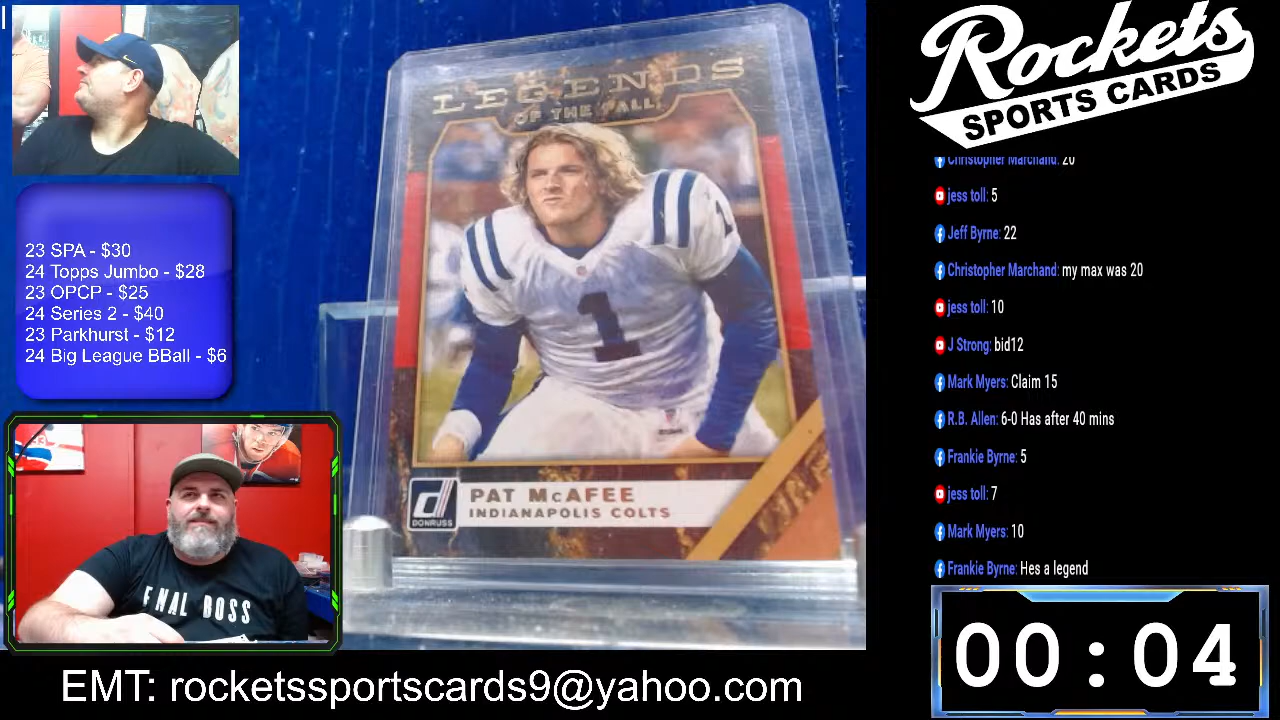 23 SPA - $30
24 Topps Jumbo - $28
23 OPCP - $25
24 Series 2 - $40
23 Parkhurst - $12
24 Big League BBall - $6
LEGENDS
OF THE FALL
1
1
DONRUSS
PAT McAFEE
INDIANAPOLIS COLTS
BOSS
Rockets
SPORTS CARDS
Christopher Marchand: 20
jess toll: 5
Jeff Byrne: 22
Christopher Marchand: my max was 20
jess toll: 10
J Strong: bid12
Mark Myers: Claim 15
R.B. Allen: 6-0 Has after 40 mins
Frankie Byrne: 5
jess toll: 7
Mark Myers: 10
Frankie Byrne: Hes a legend
00:04
EMT: rocketssportscards9@yahoo.com